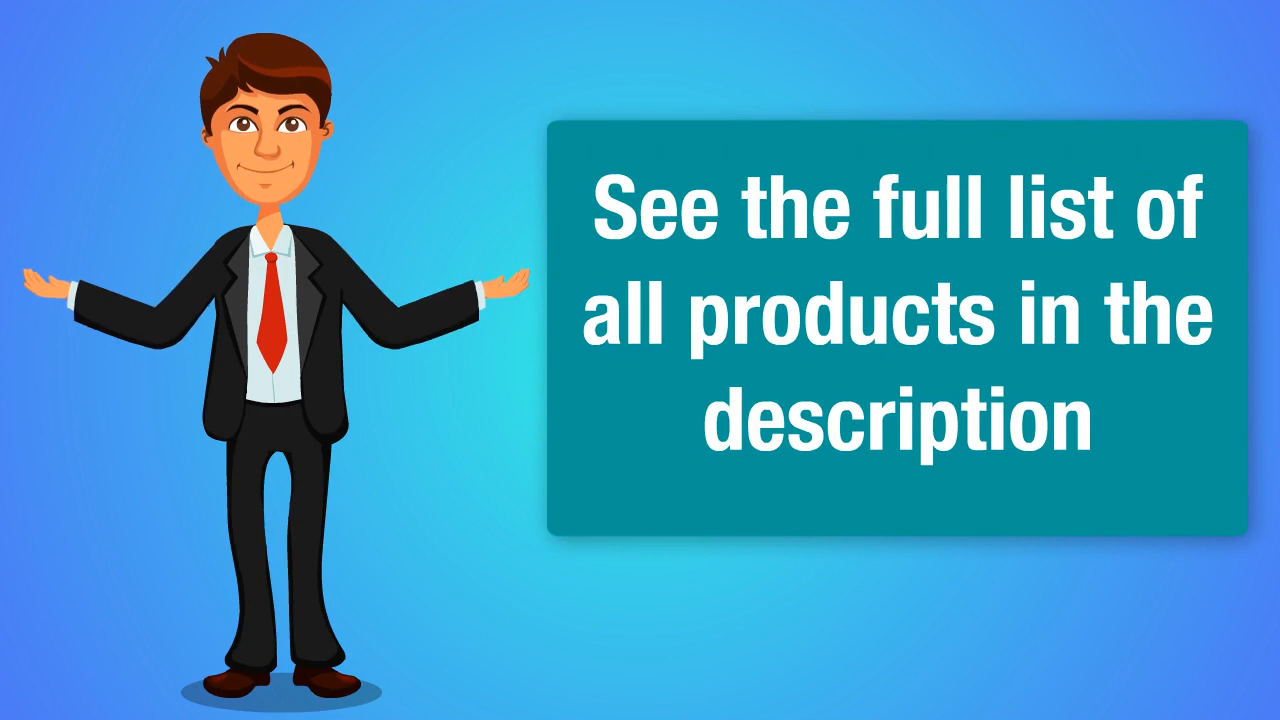 See the full list of
all products in the
description